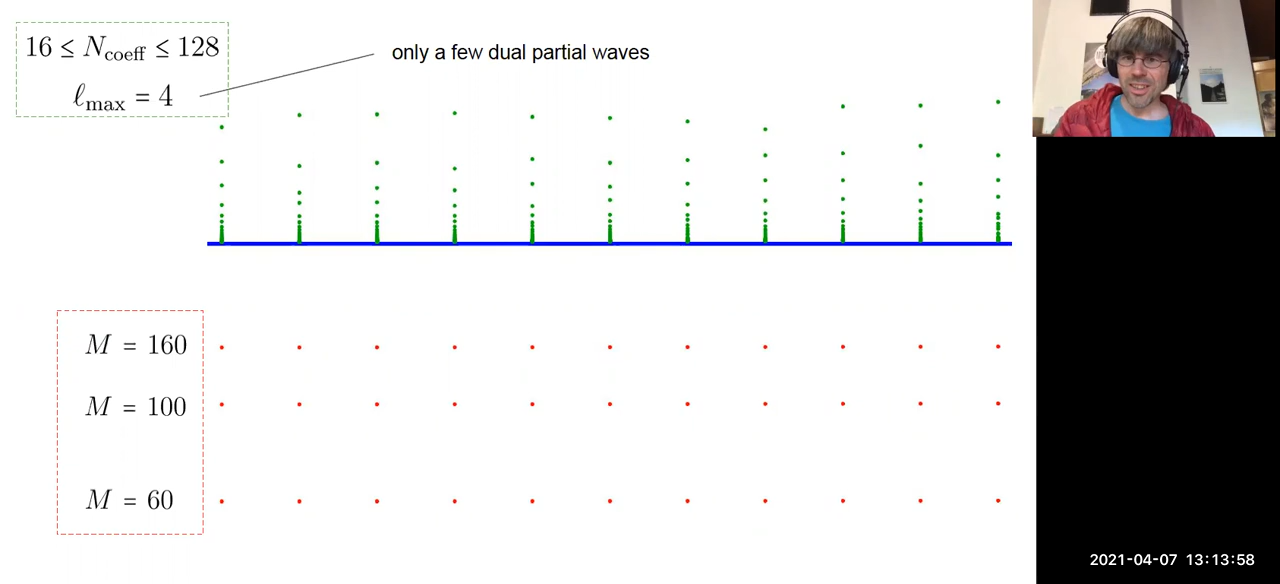 16 ≤ N_coeff ≤ 128
only a few dual partial waves
ℓ_max = 4
M = 160
M = 100
M = 60
2021-04-07 13:13:58